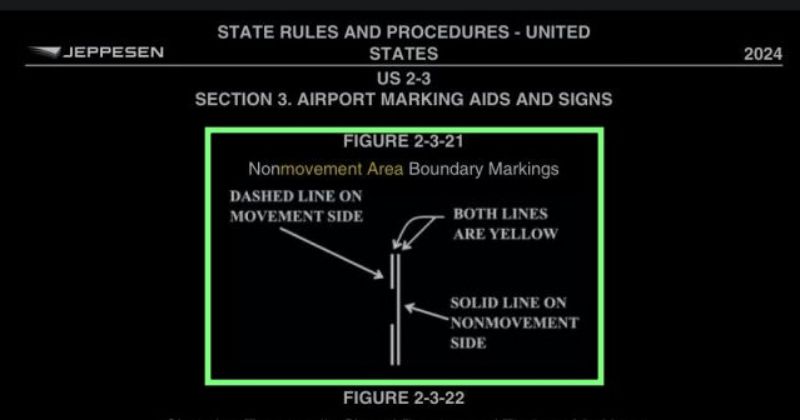 STATE RULES AND PROCEDURES - UNITED
JEPPESEN STATES 2024
US 2-3
SECTION 3. AIRPORT MARKING AIDS AND SIGNS
FIGURE 2-3-21
Nonmovement Area Boundary Markings
DASHED LINE ON
MOVEMENT SIDE
BOTH LINES
ARE YELLOW
SOLID LINE ON
NONMOVEMENT
SIDE
FIGURE 2-3-22